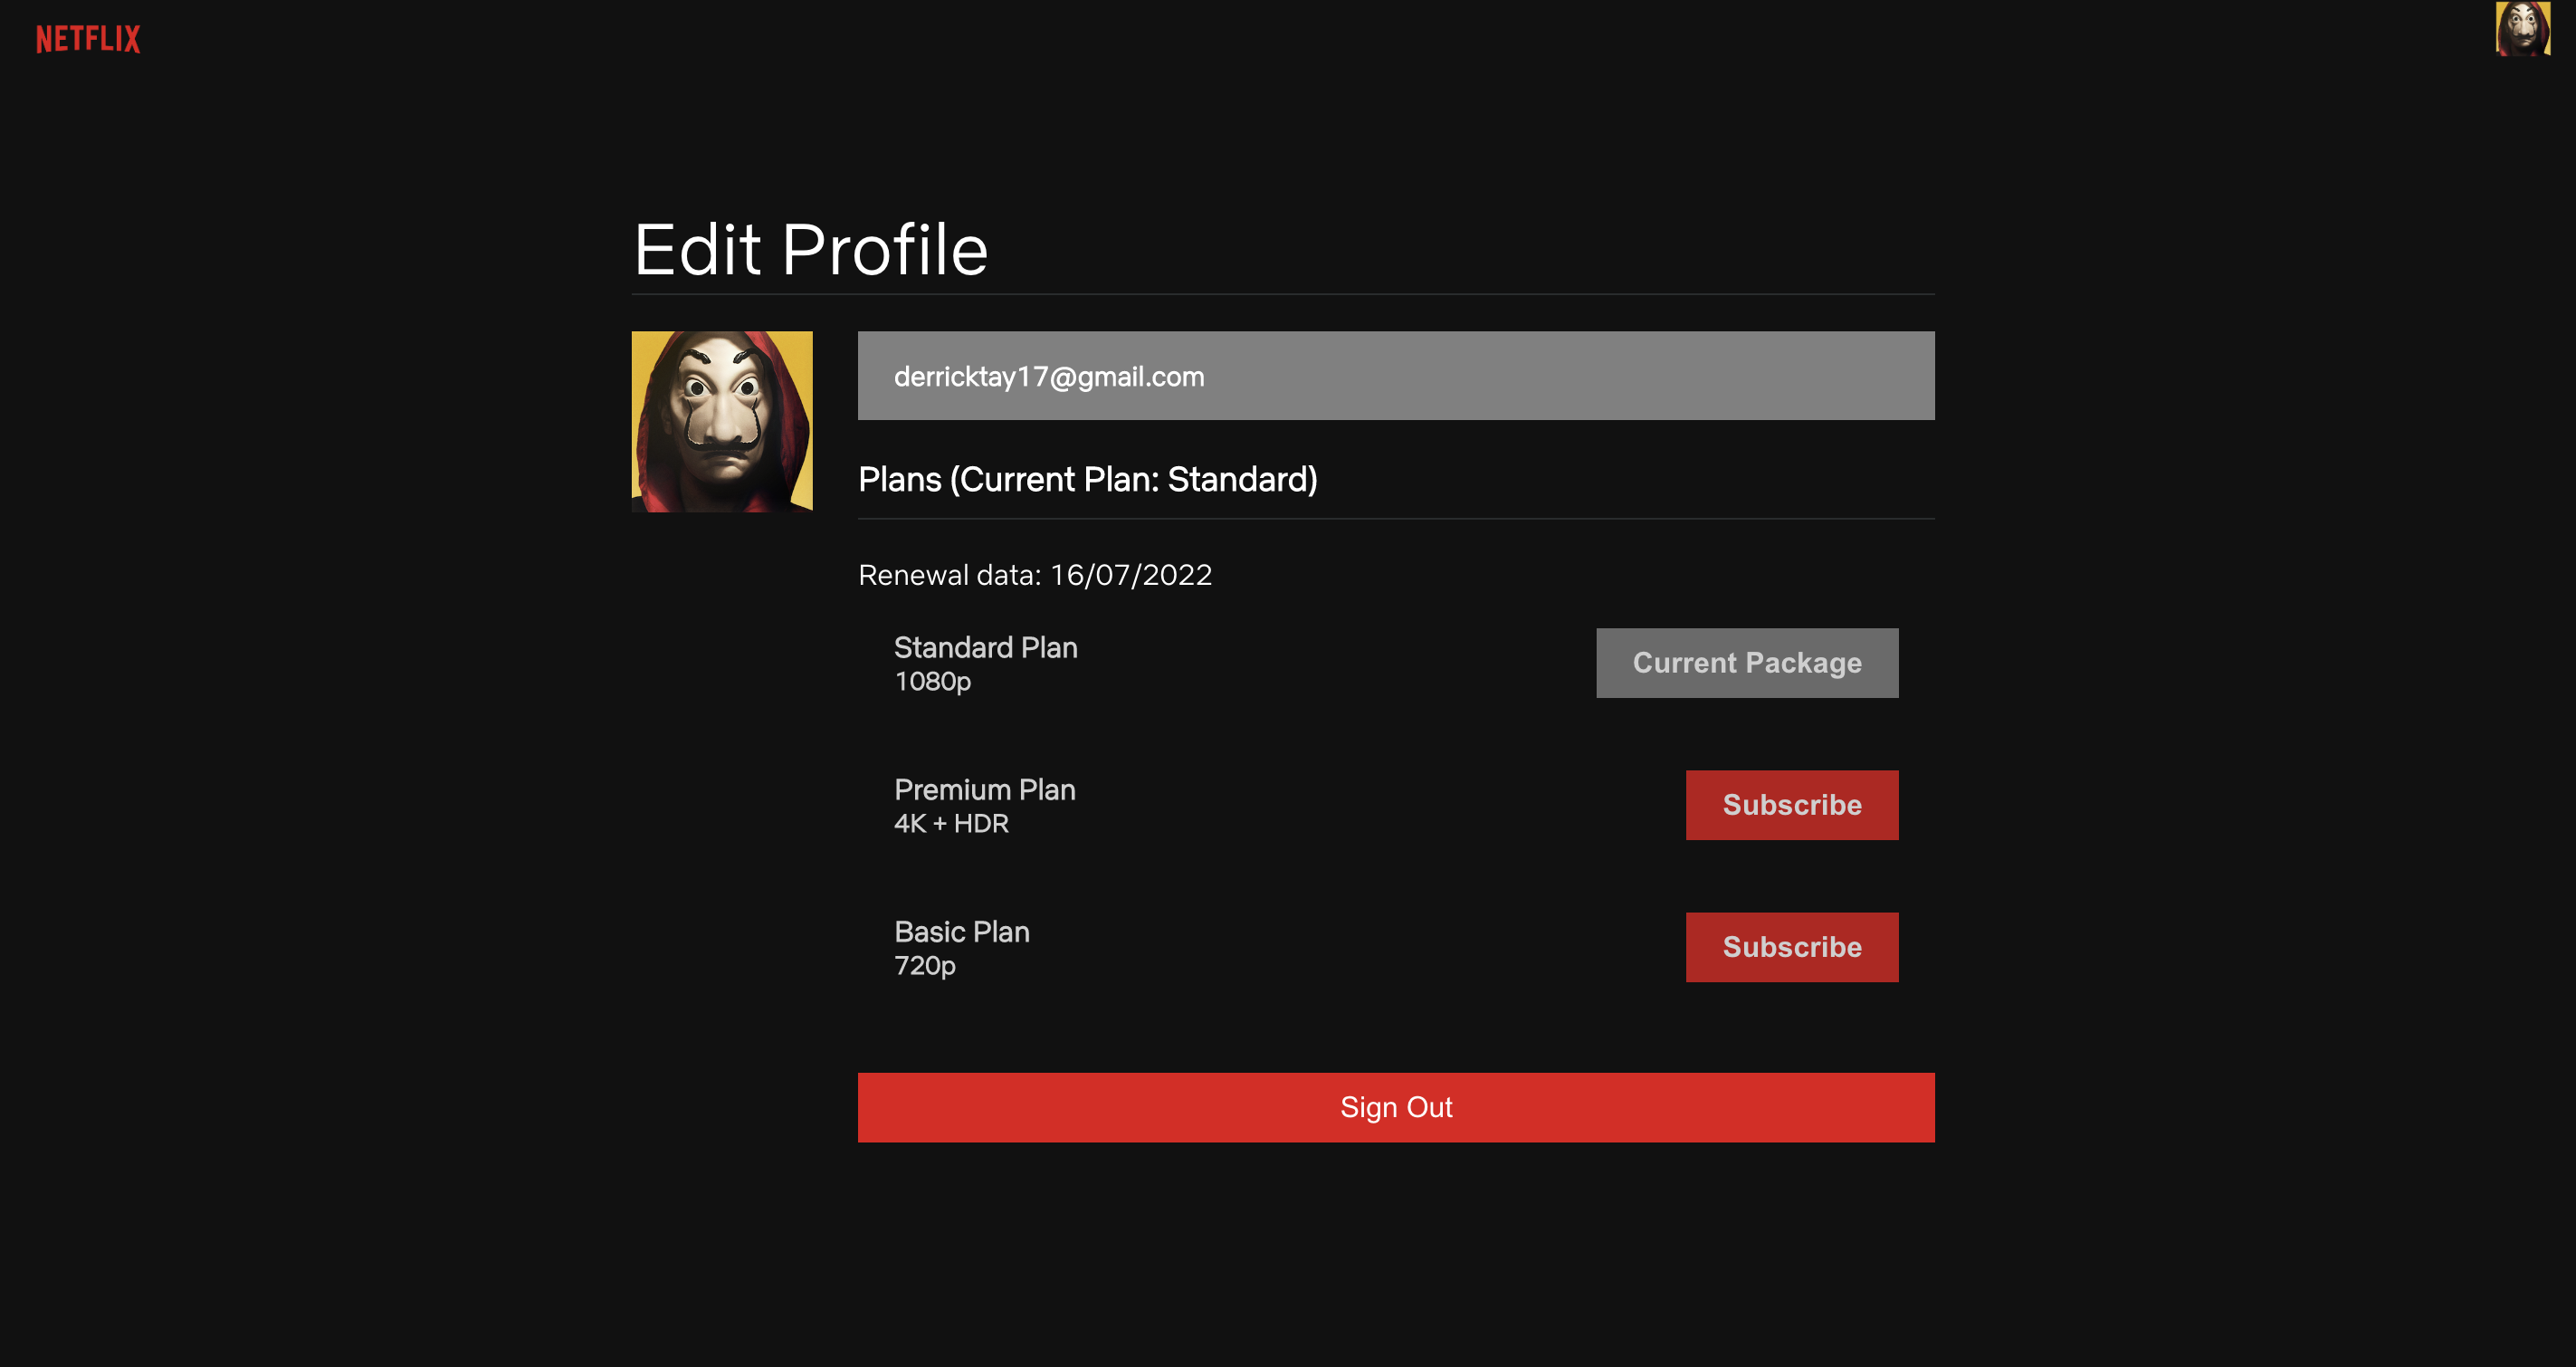 NETFLIX
Edit Profile
derricktay17@gmail.com
Plans (Current Plan: Standard)
Renewal data: 16/07/2022
Standard Plan
1080p
Current Package
Premium Plan
4K + HDR
Subscribe
Basic Plan
720p
Subscribe
Sign Out